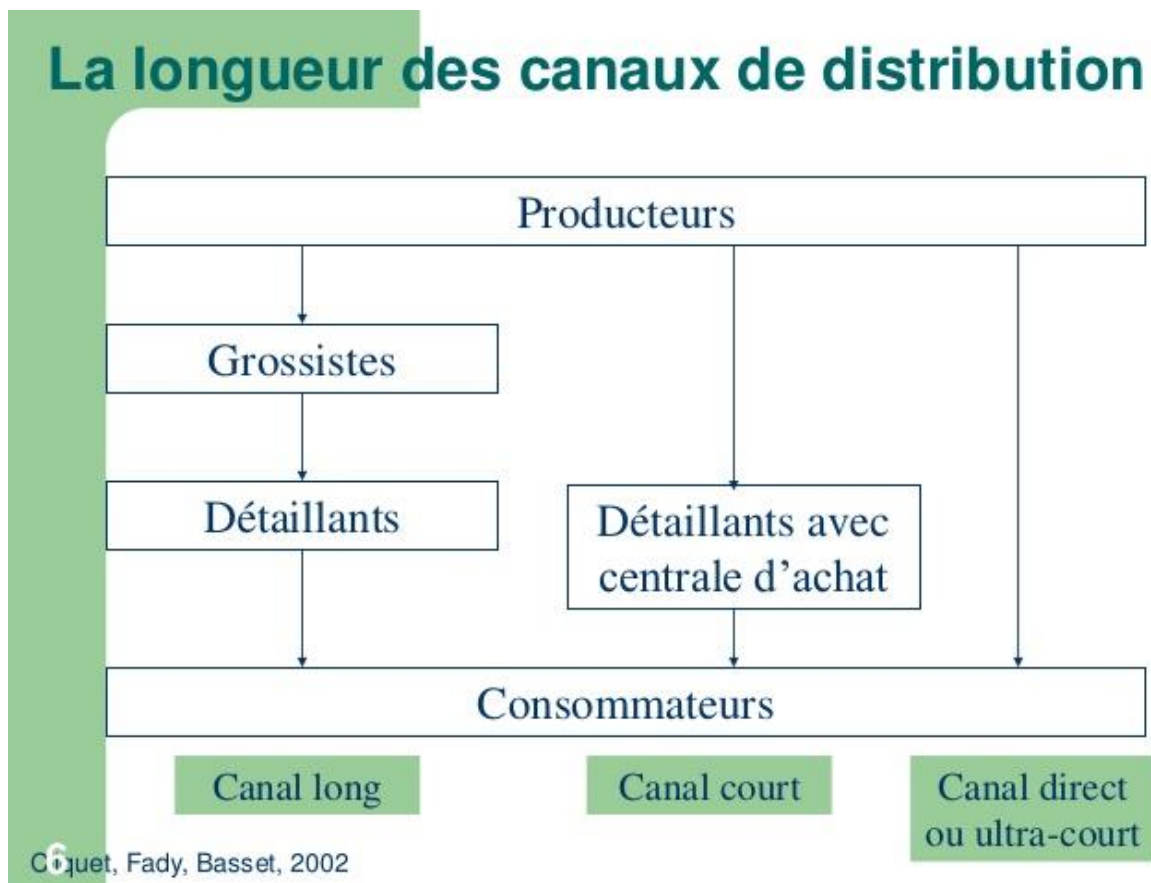 La longueur des canaux de distribution
Producteurs
Grossistes
Détaillants
Détaillants avec
centrale d'achat
Consommateurs
Canal long
Canal court
Canal direct
ou ultra-court
6
Fady, Basset, 2002